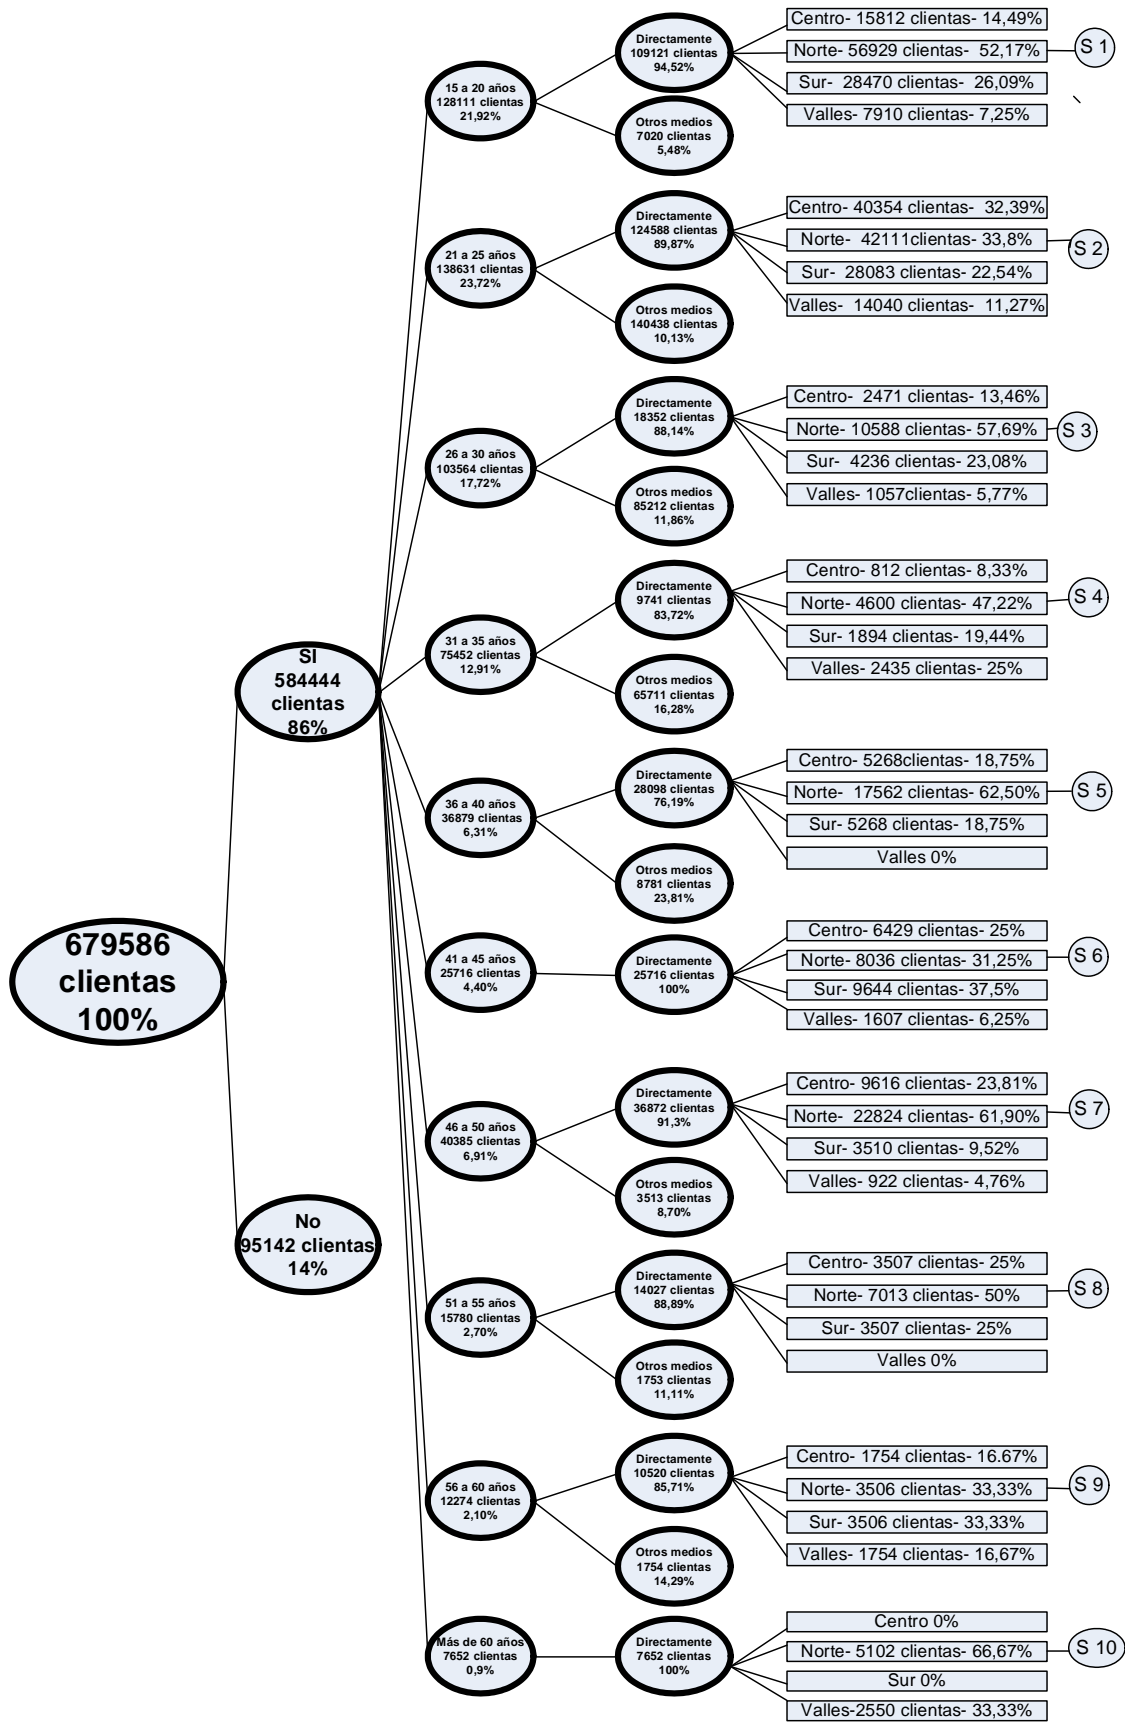 679586
clientas
100%
SI
584444
clientas
86%
No
95142 clientas
14%
15 a 20 años
128111 clientas
21,92%
Directamente
109121 clientas
94,52%
Otros medios
7020 clientas
5,48%
Centro- 15812 clientas- 14,49%
Norte- 56929 clientas- 52,17%
Sur- 28470 clientas- 26,09%
Valles- 7910 clientas- 7,25%
S 1
21 a 25 años
138631 clientas
23,72%
Directamente
124588 clientas
89,87%
Otros medios
140438 clientas
10,13%
Centro- 40354 clientas- 32,39%
Norte- 42111clientas- 33,8%
Sur- 28083 clientas- 22,54%
Valles- 14040 clientas- 11,27%
S 2
26 a 30 años
103564 clientas
17,72%
Directamente
18352 clientas
88,14%
Otros medios
85212 clientas
11,86%
Centro- 2471 clientas- 13,46%
Norte- 10588 clientas- 57,69%
Sur- 4236 clientas- 23,08%
Valles- 1057clientas- 5,77%
S 3
31 a 35 años
75452 clientas
12,91%
Directamente
9741 clientas
83,72%
Otros medios
65711 clientas
16,28%
Centro- 812 clientas- 8,33%
Norte- 4600 clientas- 47,22%
Sur- 1894 clientas- 19,44%
Valles- 2435 clientas- 25%
S 4
36 a 40 años
36879 clientas
6,31%
Directamente
28098 clientas
76,19%
Otros medios
8781 clientas
23,81%
Centro- 5268clientas- 18,75%
Norte- 17562 clientas- 62,50%
Sur- 5268 clientas- 18,75%
Valles 0%
S 5
41 a 45 años
25716 clientas
4,40%
Directamente
25716 clientas
100%
Centro- 6429 clientas- 25%
Norte- 8036 clientas- 31,25%
Sur- 9644 clientas- 37,5%
Valles- 1607 clientas- 6,25%
S 6
46 a 50 años
40385 clientas
6,91%
Directamente
36872 clientas
91,3%
Otros medios
3513 clientas
8,70%
Centro- 9616 clientas- 23,81%
Norte- 22824 clientas- 61,90%
Sur- 3510 clientas- 9,52%
Valles- 922 clientas- 4,76%
S 7
51 a 55 años
15780 clientas
2,70%
Directamente
14027 clientas
88,89%
Otros medios
1753 clientas
11,11%
Centro- 3507 clientas- 25%
Norte- 7013 clientas- 50%
Sur- 3507 clientas- 25%
Valles 0%
S 8
56 a 60 años
12274 clientas
2,10%
Directamente
10520 clientas
85,71%
Otros medios
1754 clientas
14,29%
Centro- 1754 clientas- 16.67%
Norte- 3506 clientas- 33,33%
Sur- 3506 clientas- 33,33%
Valles- 1754 clientas- 16,67%
S 9
Más de 60 años
7652 clientas
0,9%
Directamente
7652 clientas
100%
Centro 0%
Norte- 5102 clientas- 66,67%
Sur 0%
Valles-2550 clientas- 33,33%
S 10